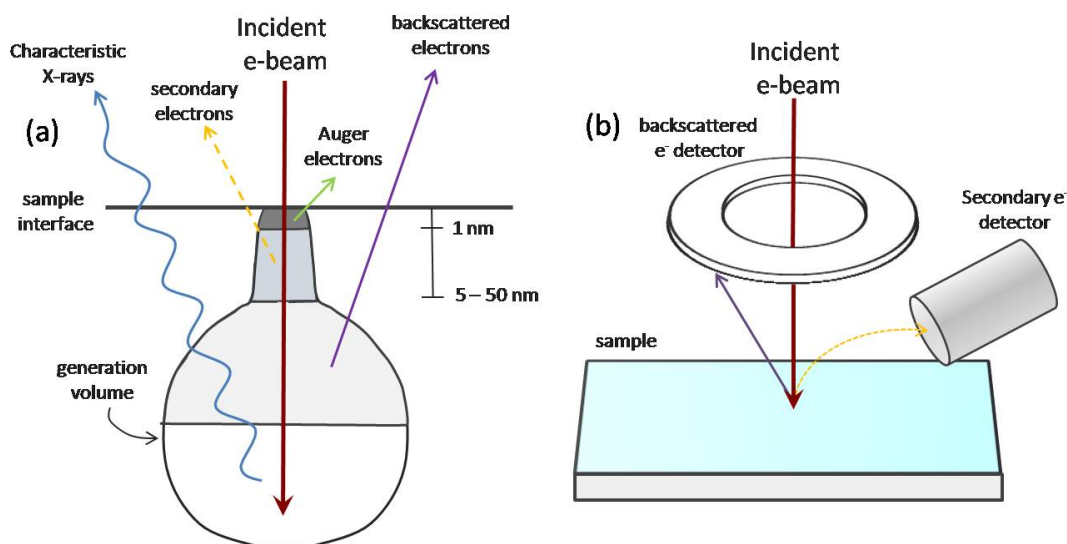 (a)
Incident
e-beam
backscattered
electrons
Characteristic
X-rays
secondary
electrons
Auger
electrons
sample
interface
1 nm
5 – 50 nm
generation
volume
(b)
Incident
e-beam
backscattered
e⁻ detector
Secondary e⁻
detector
sample